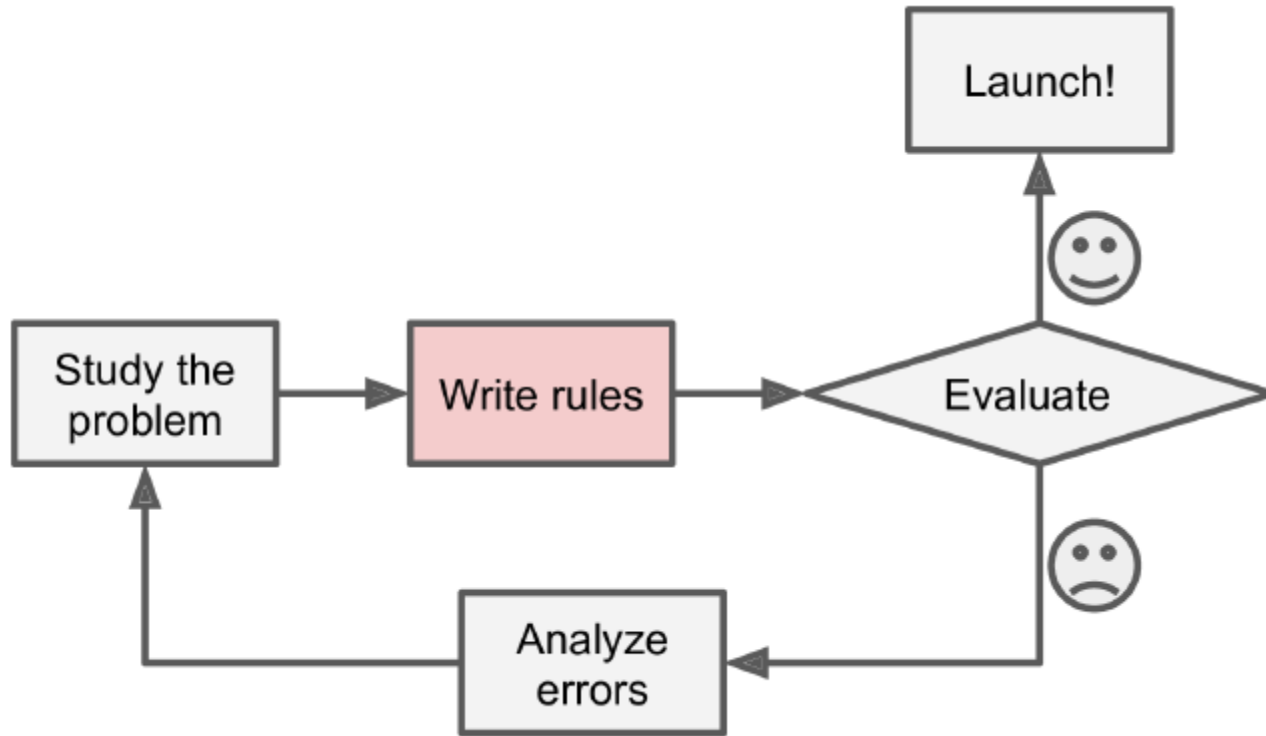 Launch!
Study the
problem
Write rules
Evaluate
Analyze
errors